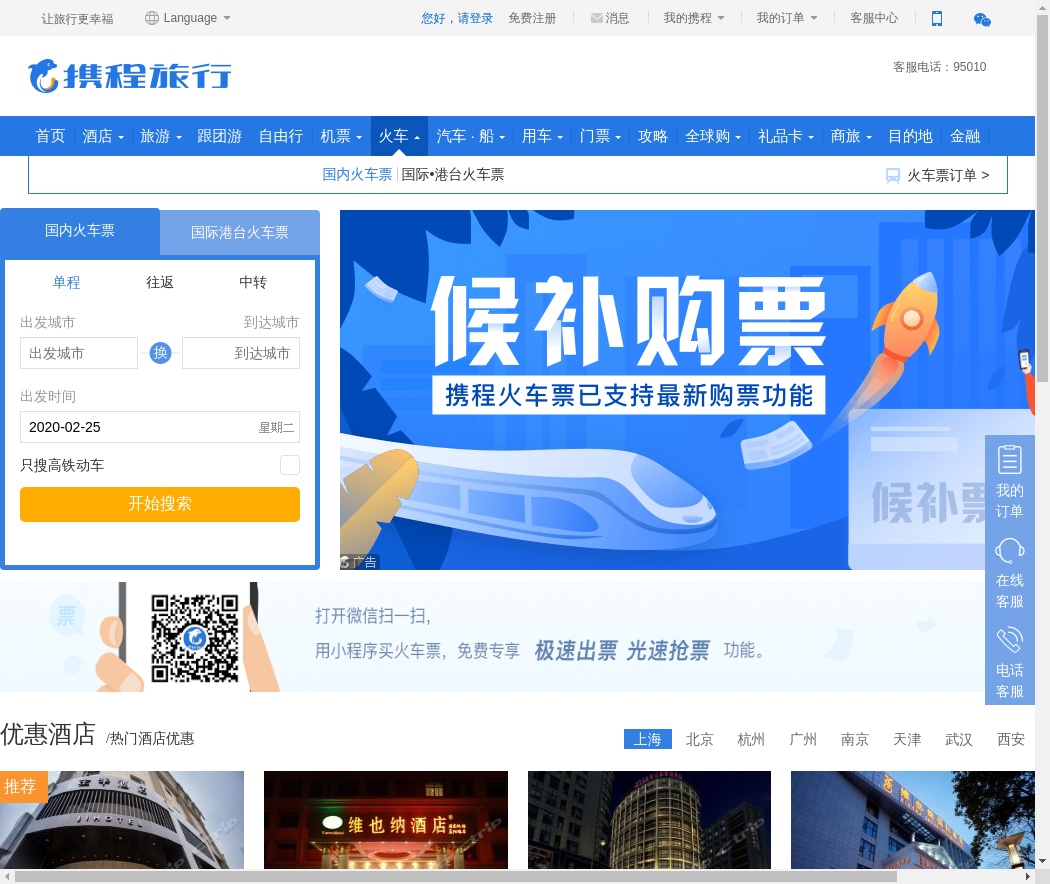 让旅行更幸福
Language
您好，请登录
免费注册
消息
我的携程
我的订单
客服中心
携程旅行
客服电话：95010
首页
酒店
旅游
跟团游
自由行
机票
火车
汽车 · 船
用车
门票
攻略
全球购
礼品卡
商旅
目的地
金融
国内火车票
国际•港台火车票
火车票订单 >
国内火车票
国际港台火车票
单程
往返
中转
出发城市
到达城市
出发城市
换
到达城市
出发时间
2020-02-25
星期二
只搜高铁动车
开始搜索
候补购票
携程火车票已支持最新购票功能
候补票
广告
我的
订单
在线
客服
电话
客服
票
打开微信扫一扫，
用小程序买火车票，免费专享 极速出票 光速抢票 功能。
优惠酒店 /热门酒店优惠
上海
北京
杭州
广州
南京
天津
武汉
西安
推荐
JJHOTEL
维也纳酒店